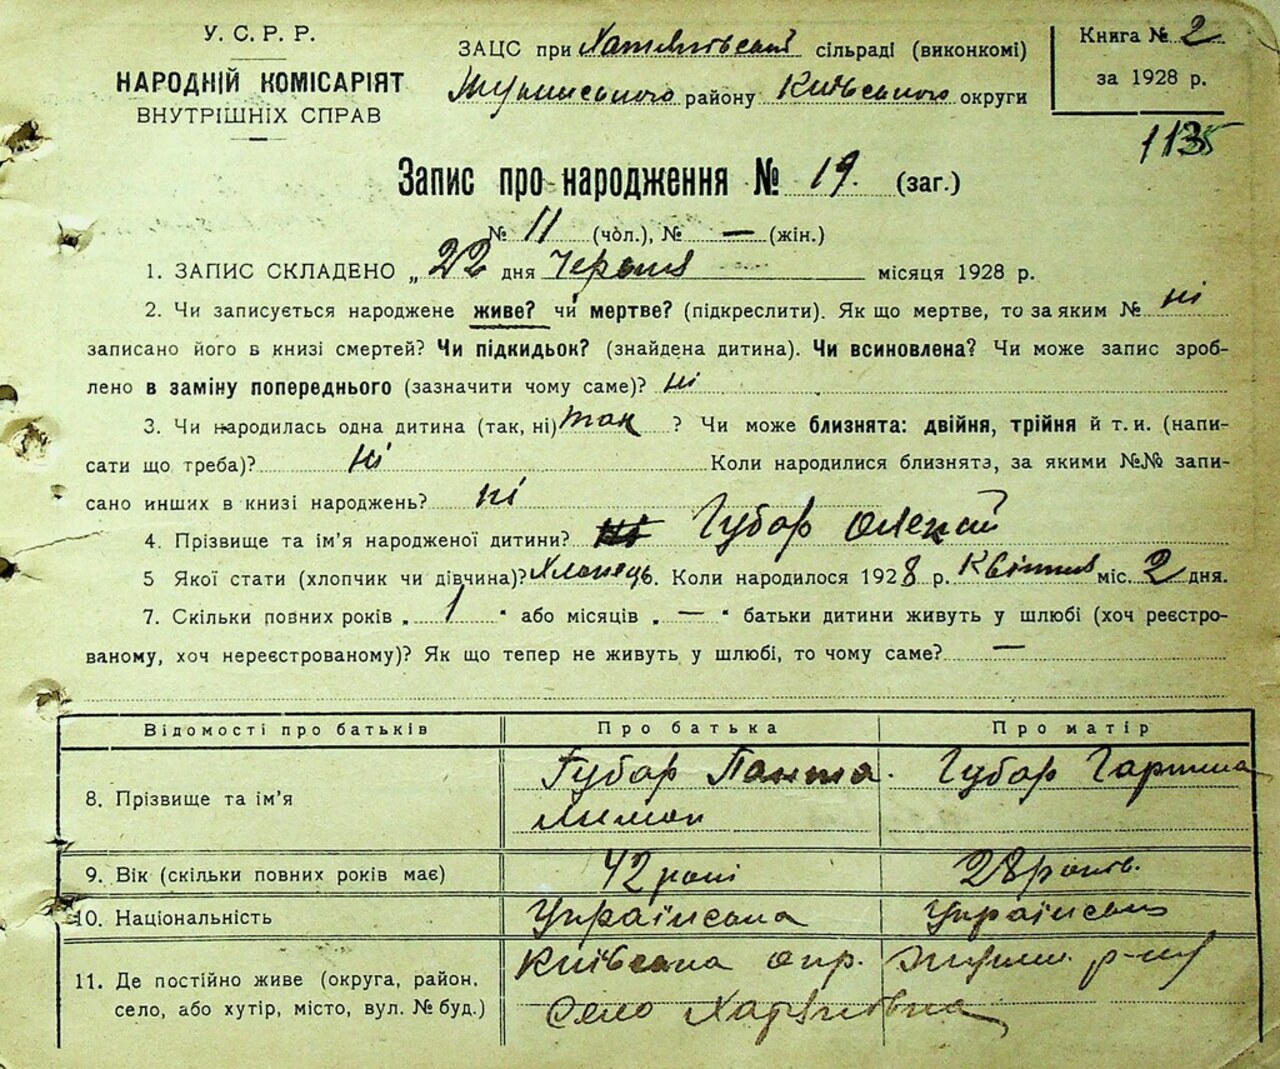 У. С. Р. Р.
НАРОДНІЙ КОМІСАРІЯТ
ВНУТРІШНІХ СПРАВ
ЗАЦС при сільраді (виконкомі)
району Київського округи
Книга № 2
за 1928 р.
113
Запис про народження № 19. (заг.)
№ 11 (чол.), № — (жін.)
1. ЗАПИС СКЛАДЕНО „ 22 дня Червня місяця 1928 р.
2. Чи записується народжене живе? чи мертве? (підкреслити). Як що мертве, то за яким № ні
записано його в книзі смертей? Чи підкидьок? (знайдена дитина). Чи всиновлена? Чи може запис зроб-
лено в заміну попереднього (зазначити чому саме)? ні
3. Чи народилась одна дитина (так, ні) так ? Чи може близнята: двійня, трійня й т. и. (напи-
сати що треба)? ні Коли народилися близнята, за якими №№ запи-
сано инших в книзі народжень? ні
4. Прізвище та ім'я народженої дитини? Губар Олексій
5 Якої стати (хлопчик чи дівчина)? Хлопець. Коли народилося 1928 р. Квітня міс. 2 дня.
7. Скільки повних років „ 1 " або місяців „ — " батьки дитини живуть у шлюбі (хоч реєстро-
ваному, хоч нереєстрованому)? Як що тепер не живуть у шлюбі, то чому саме? —
Відомості про батьків Про батька Про матір
8. Прізвище та ім'я Губар Панта- Губар
лимон
9. Вік (скільки повних років має) 42 рокі 28 років.
10. Національність Українська Українська
11. Де постійно живе (округа, район, Київська окр. р-ну
село, або хутір, місто, вул. № буд.) Село